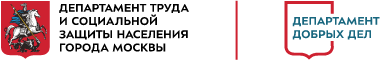 ДЕПАРТАМЕНТ ТРУДА
И СОЦИАЛЬНОЙ
ЗАЩИТЫ НАСЕЛЕНИЯ
ГОРОДА МОСКВЫ
ДЕПАРТАМЕНТ
ДОБРЫХ ДЕЛ